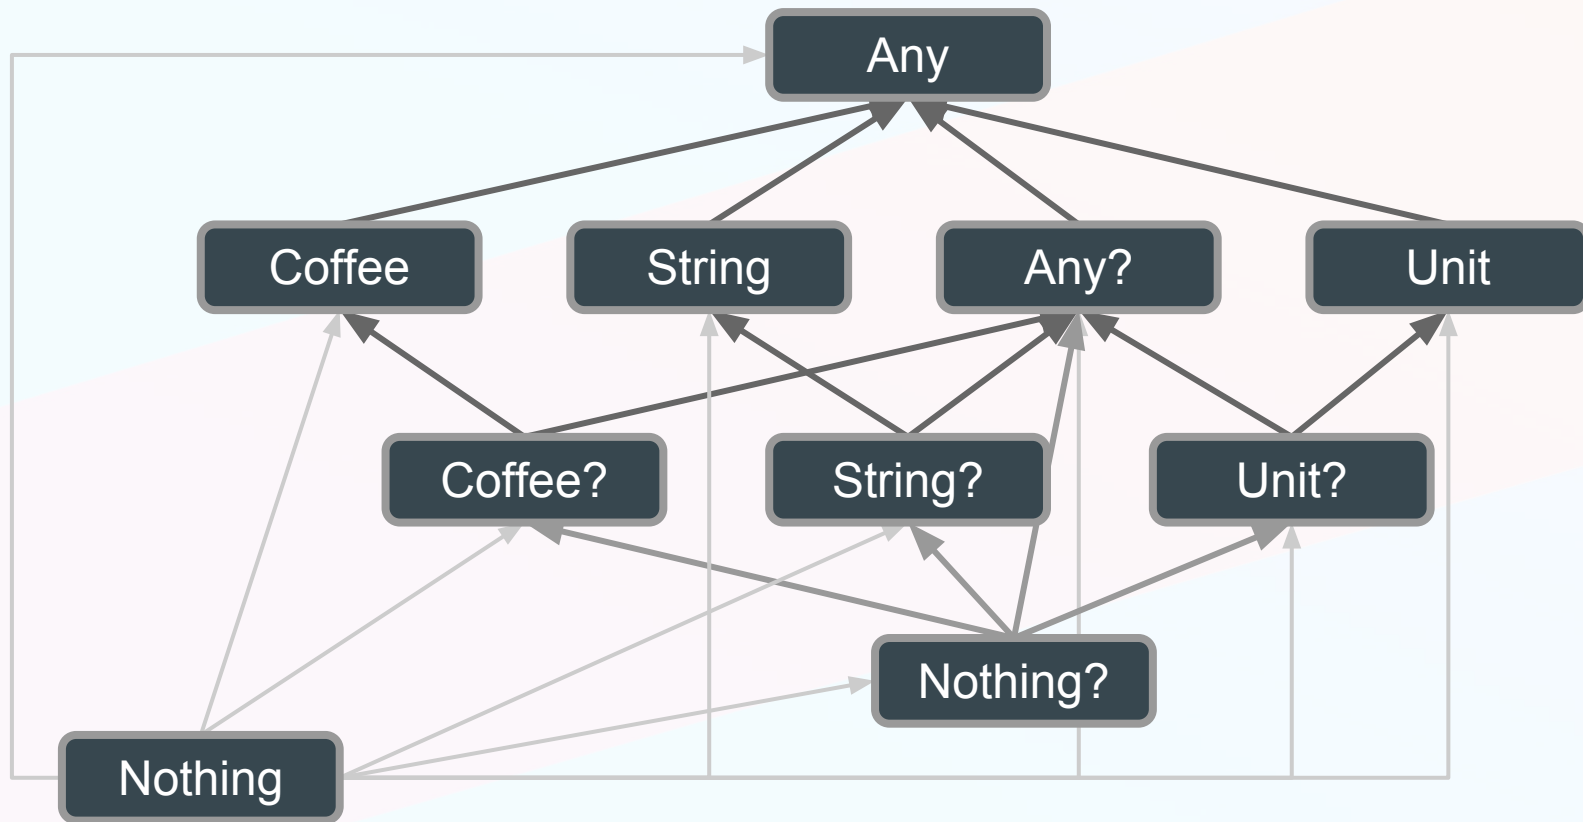 Any
Coffee
String
Any?
Unit
Coffee?
String?
Unit?
Nothing?
Nothing